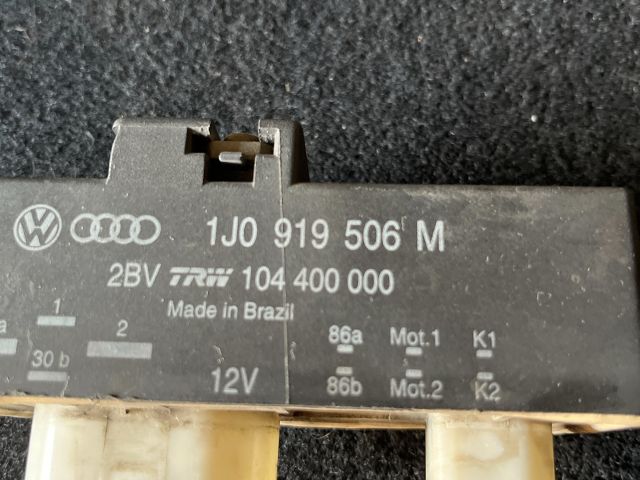 1J0 919 506 M
2BV TRW 104 400 000
Made in Brazil
1 2 86a Mot.1 K1
30 b 12V 86b Mot.2 K2